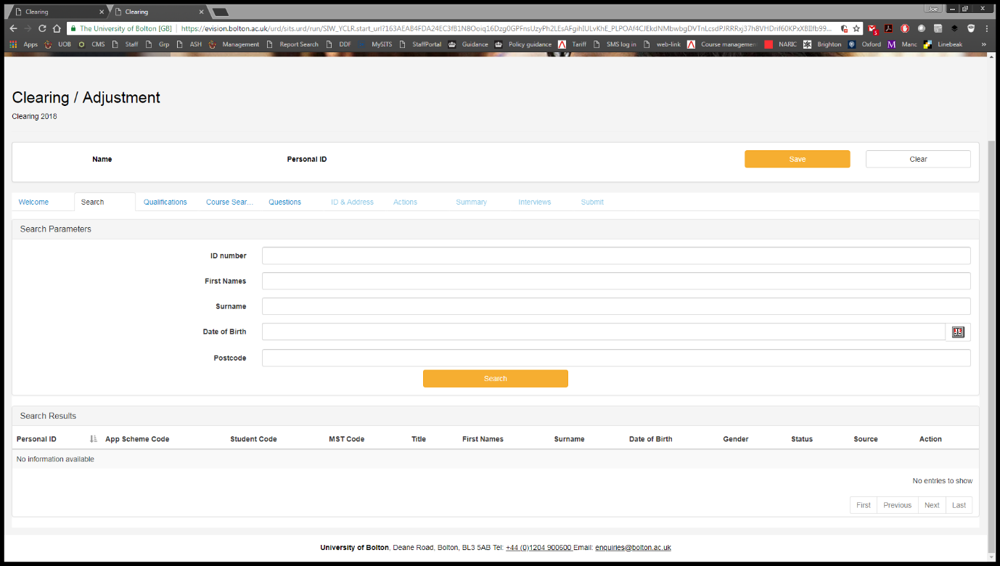 Clearing
Clearing
Joe
The University of Bolton [GB] https://evision.bolton.ac.uk/urd/sits.urd/run/SIW_YCLR.start_url?
5
Apps UOB CMS Staff Grp ASH Management Report Search DDF MySITS StaffPortal Guidance Policy guidance Tariff SMS log in web-link Course management NARIC Brighton Oxford Manc Linebeak »
Clearing / Adjustment
Clearing 2018
Name Personal ID Save Clear
Welcome Search Qualifications Course Sear... Questions ID & Address Actions Summary Interviews Submit
Search Parameters
ID number
First Names
Surname
Date of Birth
Postcode
Search
Search Results
Personal ID App Scheme Code Student Code MST Code Title First Names Surname Date of Birth Gender Status Source Action
No information available
No entries to show
First Previous Next Last
University of Bolton, Deane Road, Bolton, BL3 5AB Tel: +44 (0)1204 900600 Email: enquiries@bolton.ac.uk